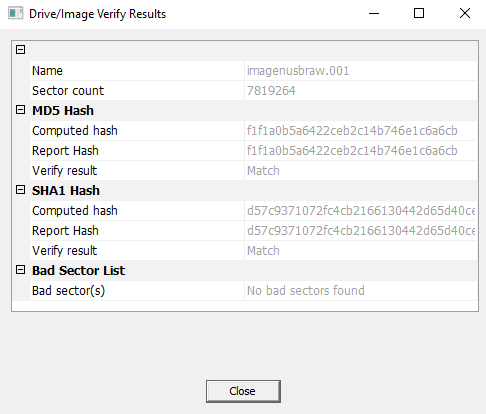 Drive/Image Verify Results
Name imagenusbraw.001
Sector count 7819264
MD5 Hash
Computed hash f1f1a0b5a6422ceb2c14b746e1c6a6cb
Report Hash f1f1a0b5a6422ceb2c14b746e1c6a6cb
Verify result Match
SHA1 Hash
Computed hash d57c9371072fc4cb2166130442d65d40ce
Report Hash d57c9371072fc4cb2166130442d65d40ce
Verify result Match
Bad Sector List
Bad sector(s) No bad sectors found
Close